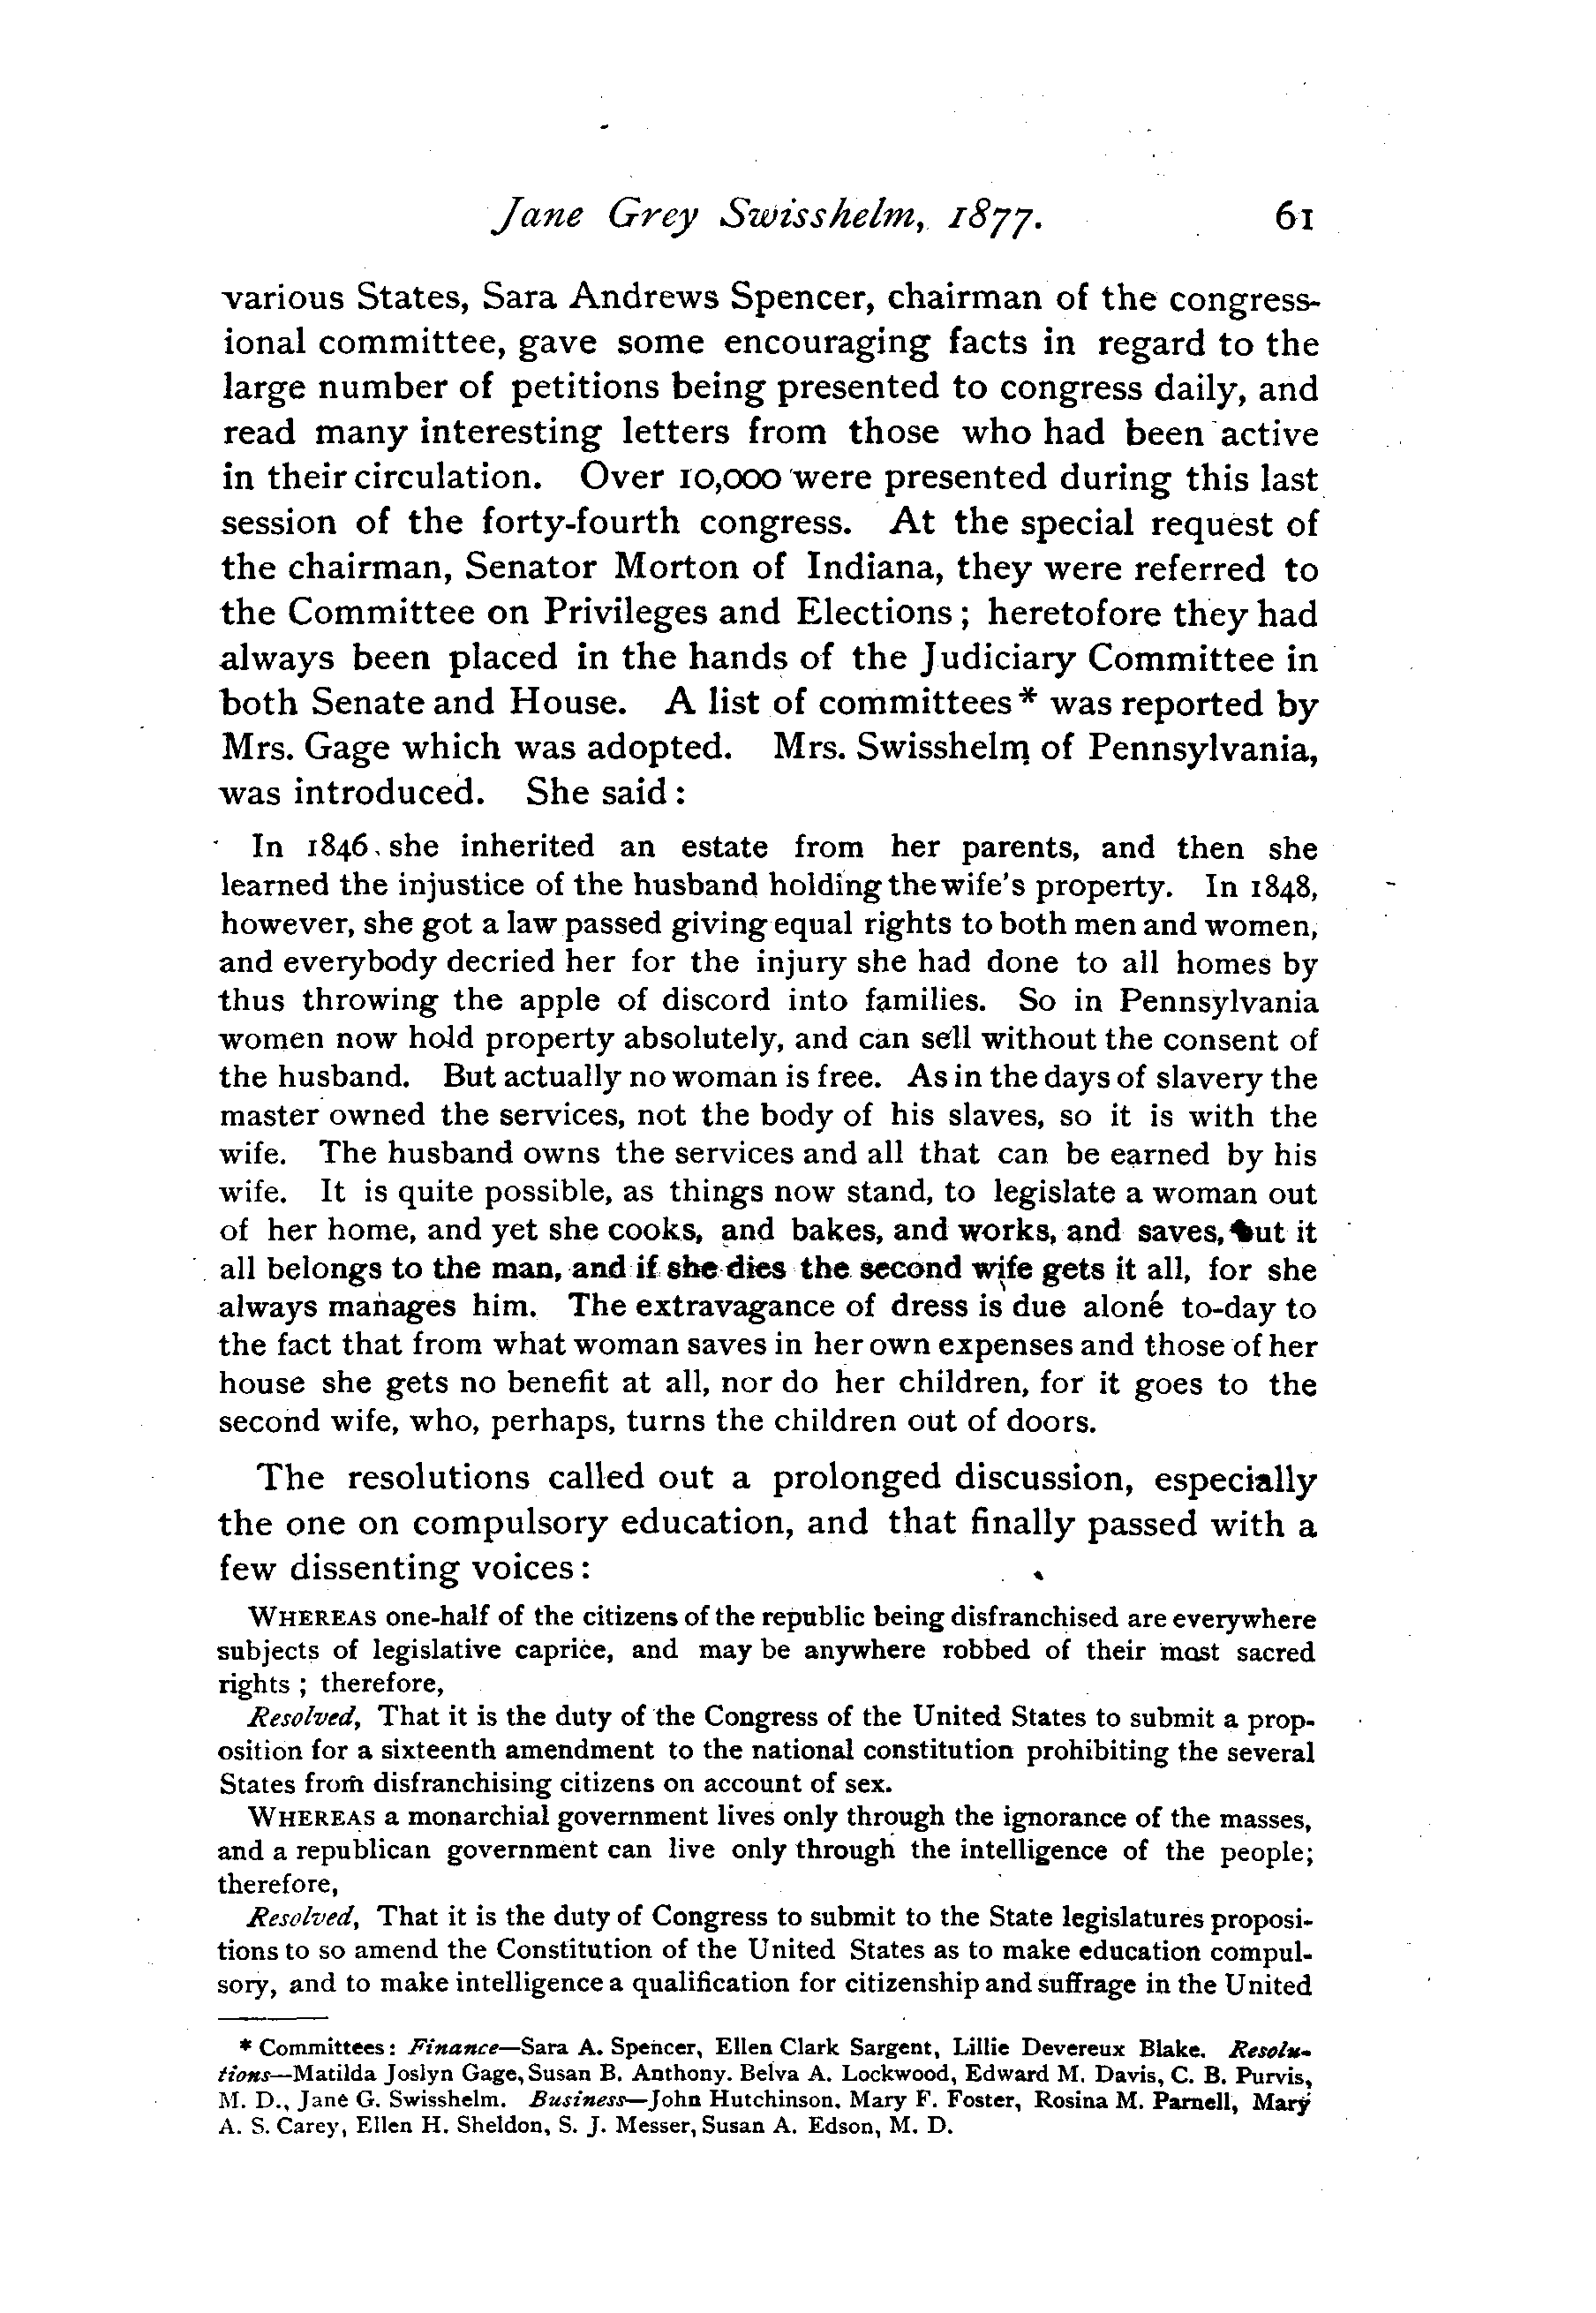 Jane Grey Swisshelm, 1877. 61
various States, Sara Andrews Spencer, chairman of the congress-
ional committee, gave some encouraging facts in regard to the
large number of petitions being presented to congress daily, and
read many interesting letters from those who had been active
in their circulation. Over 10,000 were presented during this last
session of the forty-fourth congress. At the special request of
the chairman, Senator Morton of Indiana, they were referred to
the Committee on Privileges and Elections; heretofore they had
always been placed in the hands of the Judiciary Committee in
both Senate and House. A list of committees* was reported by
Mrs. Gage which was adopted. Mrs. Swisshelm of Pennsylvania,
was introduced. She said:
In 1846 she inherited an estate from her parents, and then she
learned the injustice of the husband holding the wife's property. In 1848,
however, she got a law passed giving equal rights to both men and women,
and everybody decried her for the injury she had done to all homes by
thus throwing the apple of discord into families. So in Pennsylvania
women now hold property absolutely, and can sell without the consent of
the husband. But actually no woman is free. As in the days of slavery the
master owned the services, not the body of his slaves, so it is with the
wife. The husband owns the services and all that can be earned by his
wife. It is quite possible, as things now stand, to legislate a woman out
of her home, and yet she cooks, and bakes, and works, and saves, but it
all belongs to the man, and if she dies the second wife gets it all, for she
always manages him. The extravagance of dress is due alone to-day to
the fact that from what woman saves in her own expenses and those of her
house she gets no benefit at all, nor do her children, for it goes to the
second wife, who, perhaps, turns the children out of doors.
The resolutions called out a prolonged discussion, especially
the one on compulsory education, and that finally passed with a
few dissenting voices:
WHEREAS one-half of the citizens of the republic being disfranchised are everywhere
subjects of legislative caprice, and may be anywhere robbed of their most sacred
rights; therefore,
Resolved, That it is the duty of the Congress of the United States to submit a prop-
osition for a sixteenth amendment to the national constitution prohibiting the several
States from disfranchising citizens on account of sex.
WHEREAS a monarchial government lives only through the ignorance of the masses,
and a republican government can live only through the intelligence of the people;
therefore,
Resolved, That it is the duty of Congress to submit to the State legislatures proposi-
tions to so amend the Constitution of the United States as to make education compul-
sory, and to make intelligence a qualification for citizenship and suffrage in the United
* Committees: Finance—Sara A. Spencer, Ellen Clark Sargent, Lillie Devereux Blake. Resolu-
tions—Matilda Joslyn Gage, Susan B. Anthony. Belva A. Lockwood, Edward M. Davis, C. B. Purvis,
M. D., Jane G. Swisshelm. Business—John Hutchinson, Mary F. Foster, Rosina M. Parnell, Mary
A. S. Carey, Ellen H. Sheldon, S. J. Messer, Susan A. Edson, M. D.